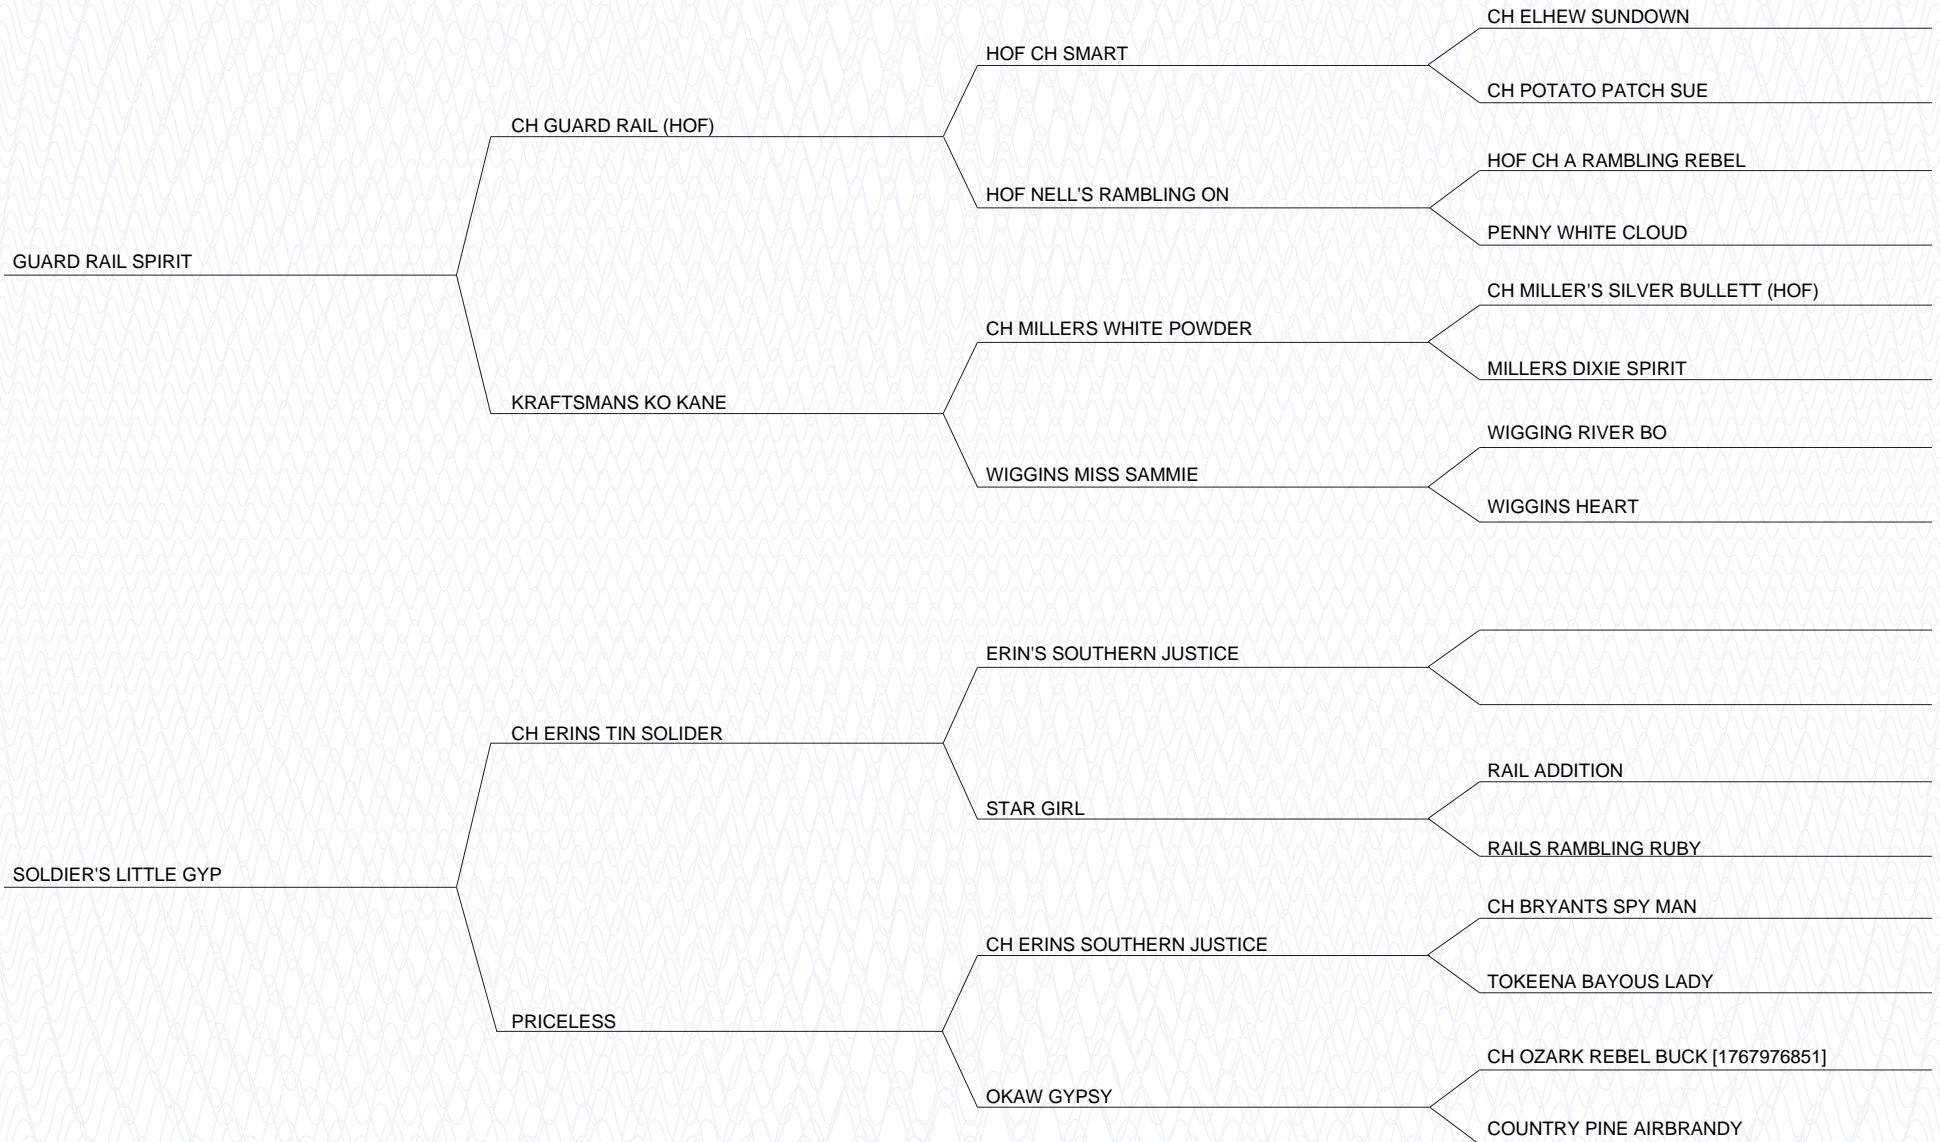 CH ELHEW SUNDOWN
HOF CH SMART
CH POTATO PATCH SUE
CH GUARD RAIL (HOF)
HOF CH A RAMBLING REBEL
HOF NELL'S RAMBLING ON
PENNY WHITE CLOUD
GUARD RAIL SPIRIT
CH MILLER'S SILVER BULLETT (HOF)
CH MILLERS WHITE POWDER
MILLERS DIXIE SPIRIT
KRAFTSMANS KO KANE
WIGGING RIVER BO
WIGGINS MISS SAMMIE
WIGGINS HEART
ERIN'S SOUTHERN JUSTICE
CH ERINS TIN SOLIDER
RAIL ADDITION
STAR GIRL
RAILS RAMBLING RUBY
SOLDIER'S LITTLE GYP
CH BRYANTS SPY MAN
CH ERINS SOUTHERN JUSTICE
TOKEENA BAYOUS LADY
PRICELESS
CH OZARK REBEL BUCK [1767976851]
OKAW GYPSY
COUNTRY PINE AIRBRANDY